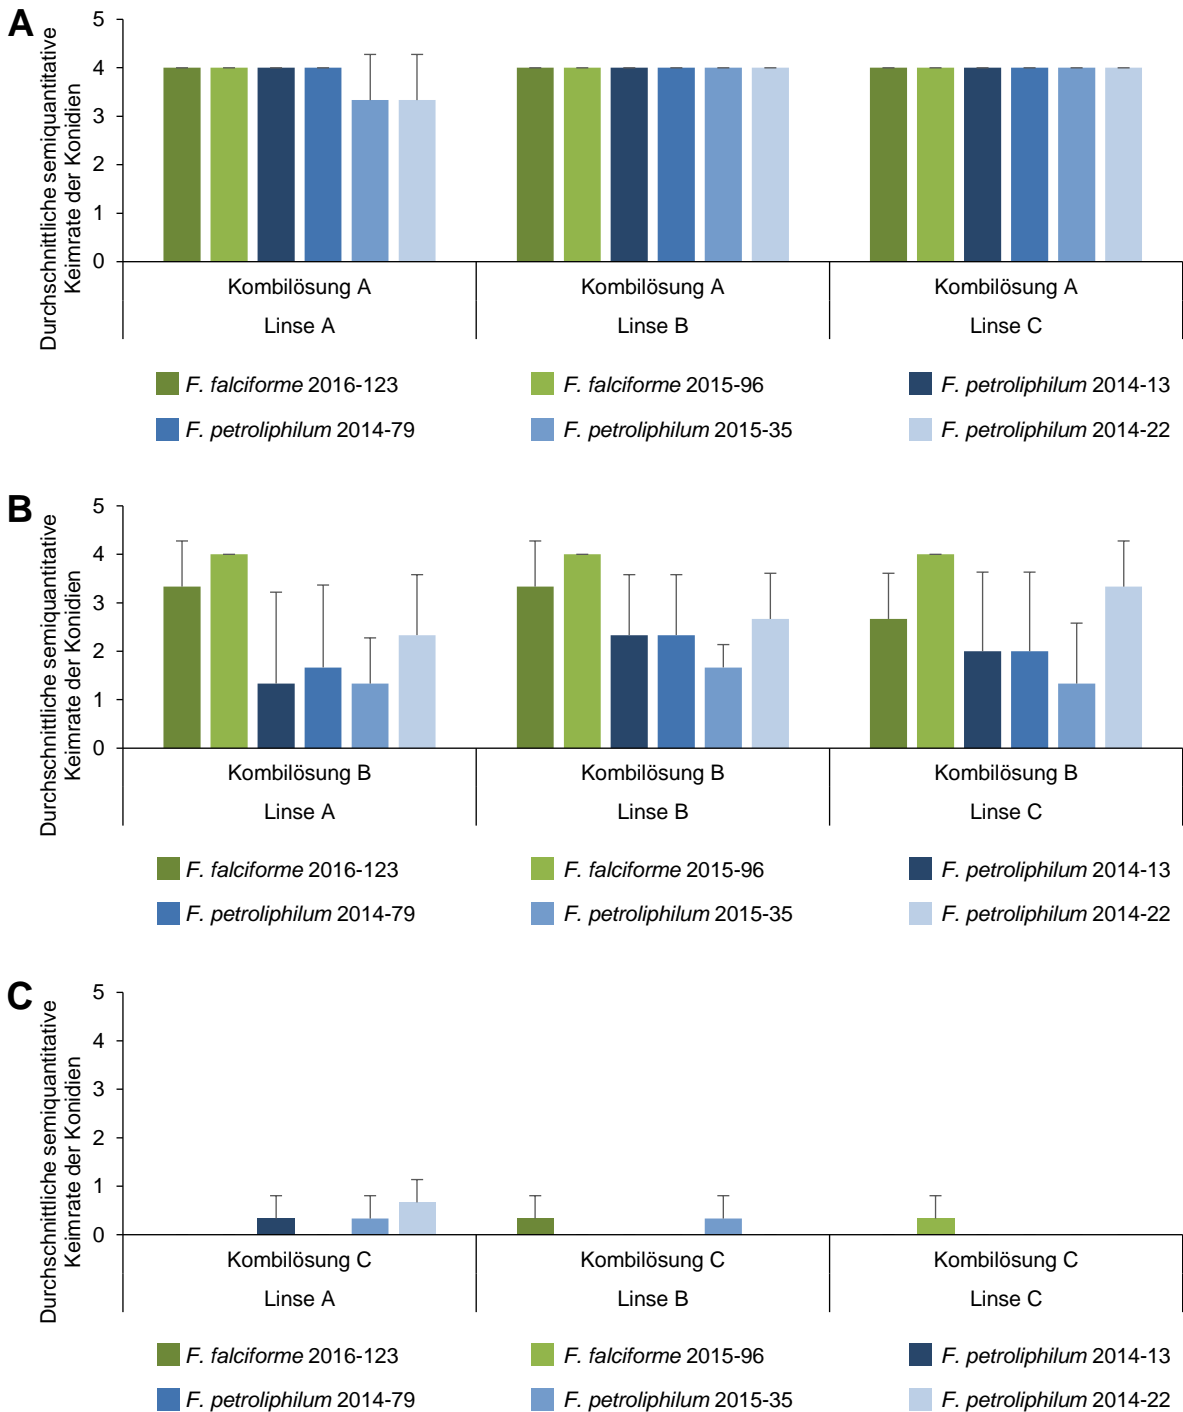 A
Durchschnittliche semiquantitative
Keimrate der Konidien
5
4
3
2
1
0
Kombilösung A Kombilösung A Kombilösung A
Linse A Linse B Linse C
F. falciforme 2016-123 F. falciforme 2015-96 F. petroliphilum 2014-13
F. petroliphilum 2014-79 F. petroliphilum 2015-35 F. petroliphilum 2014-22
B
Durchschnittliche semiquantitative
Keimrate der Konidien
5
4
3
2
1
0
Kombilösung B Kombilösung B Kombilösung B
Linse A Linse B Linse C
F. falciforme 2016-123 F. falciforme 2015-96 F. petroliphilum 2014-13
F. petroliphilum 2014-79 F. petroliphilum 2015-35 F. petroliphilum 2014-22
C
Durchschnittliche semiquantitative
Keimrate der Konidien
5
4
3
2
1
0
Kombilösung C Kombilösung C Kombilösung C
Linse A Linse B Linse C
F. falciforme 2016-123 F. falciforme 2015-96 F. petroliphilum 2014-13
F. petroliphilum 2014-79 F. petroliphilum 2015-35 F. petroliphilum 2014-22